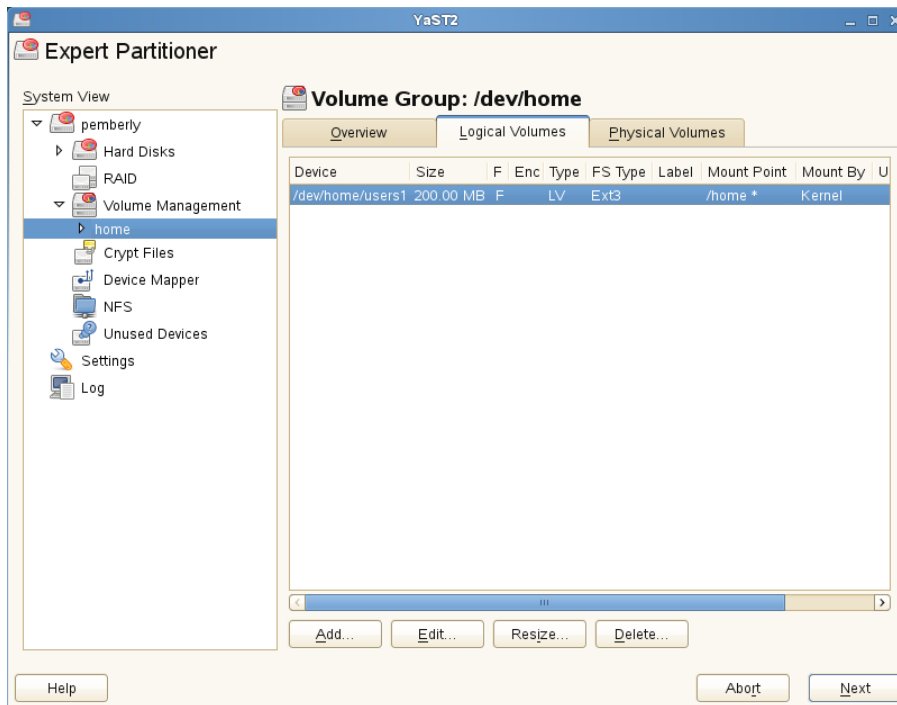 YaST2
Expert Partitioner
System View
pemberly
Hard Disks
RAID
Volume Management
home
Crypt Files
Device Mapper
NFS
Unused Devices
Settings
Log
Volume Group: /dev/home
Overview Logical Volumes Physical Volumes
Device Size F Enc Type FS Type Label Mount Point Mount By U
/dev/home/users1 200.00 MB F LV Ext3 /home * Kernel
Add... Edit... Resize... Delete...
Help Abort Next